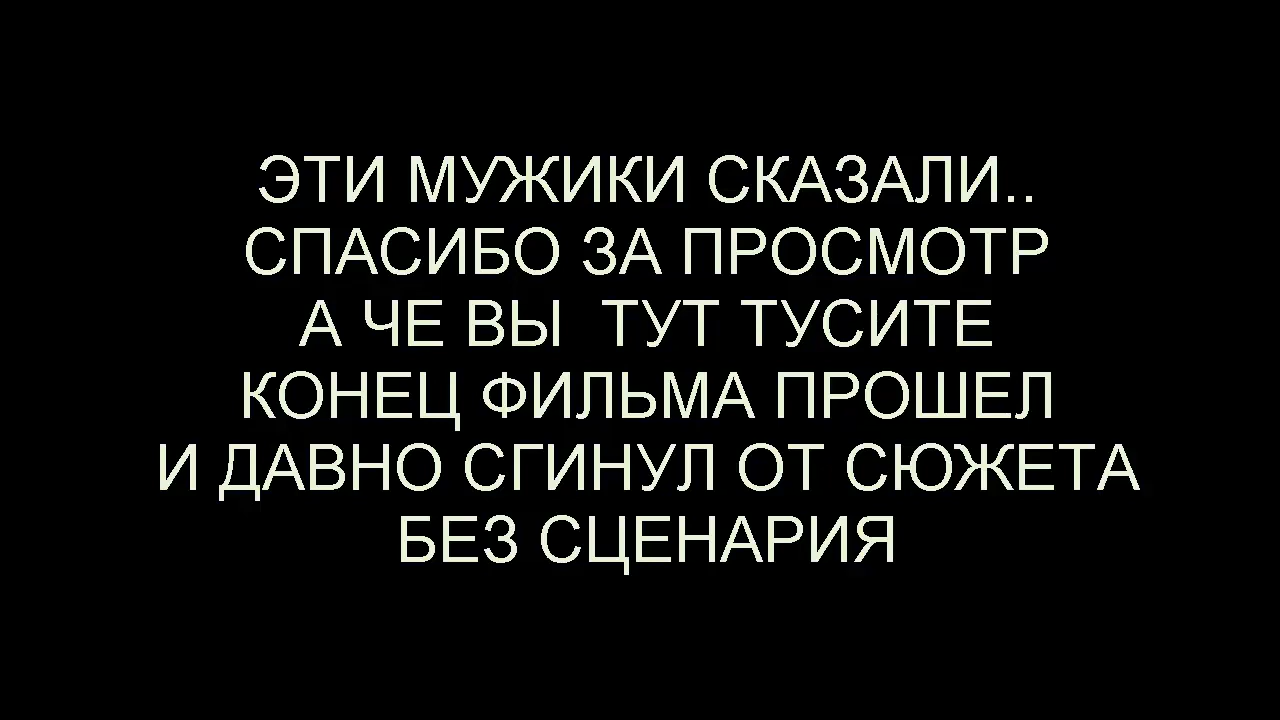 ЭТИ МУЖИКИ СКАЗАЛИ..
СПАСИБО ЗА ПРОСМОТР
А ЧЕ ВЫ  ТУТ ТУСИТЕ
КОНЕЦ ФИЛЬМА ПРОШЕЛ
И ДАВНО СГИНУЛ ОТ СЮЖЕТА
БЕЗ СЦЕНАРИЯ